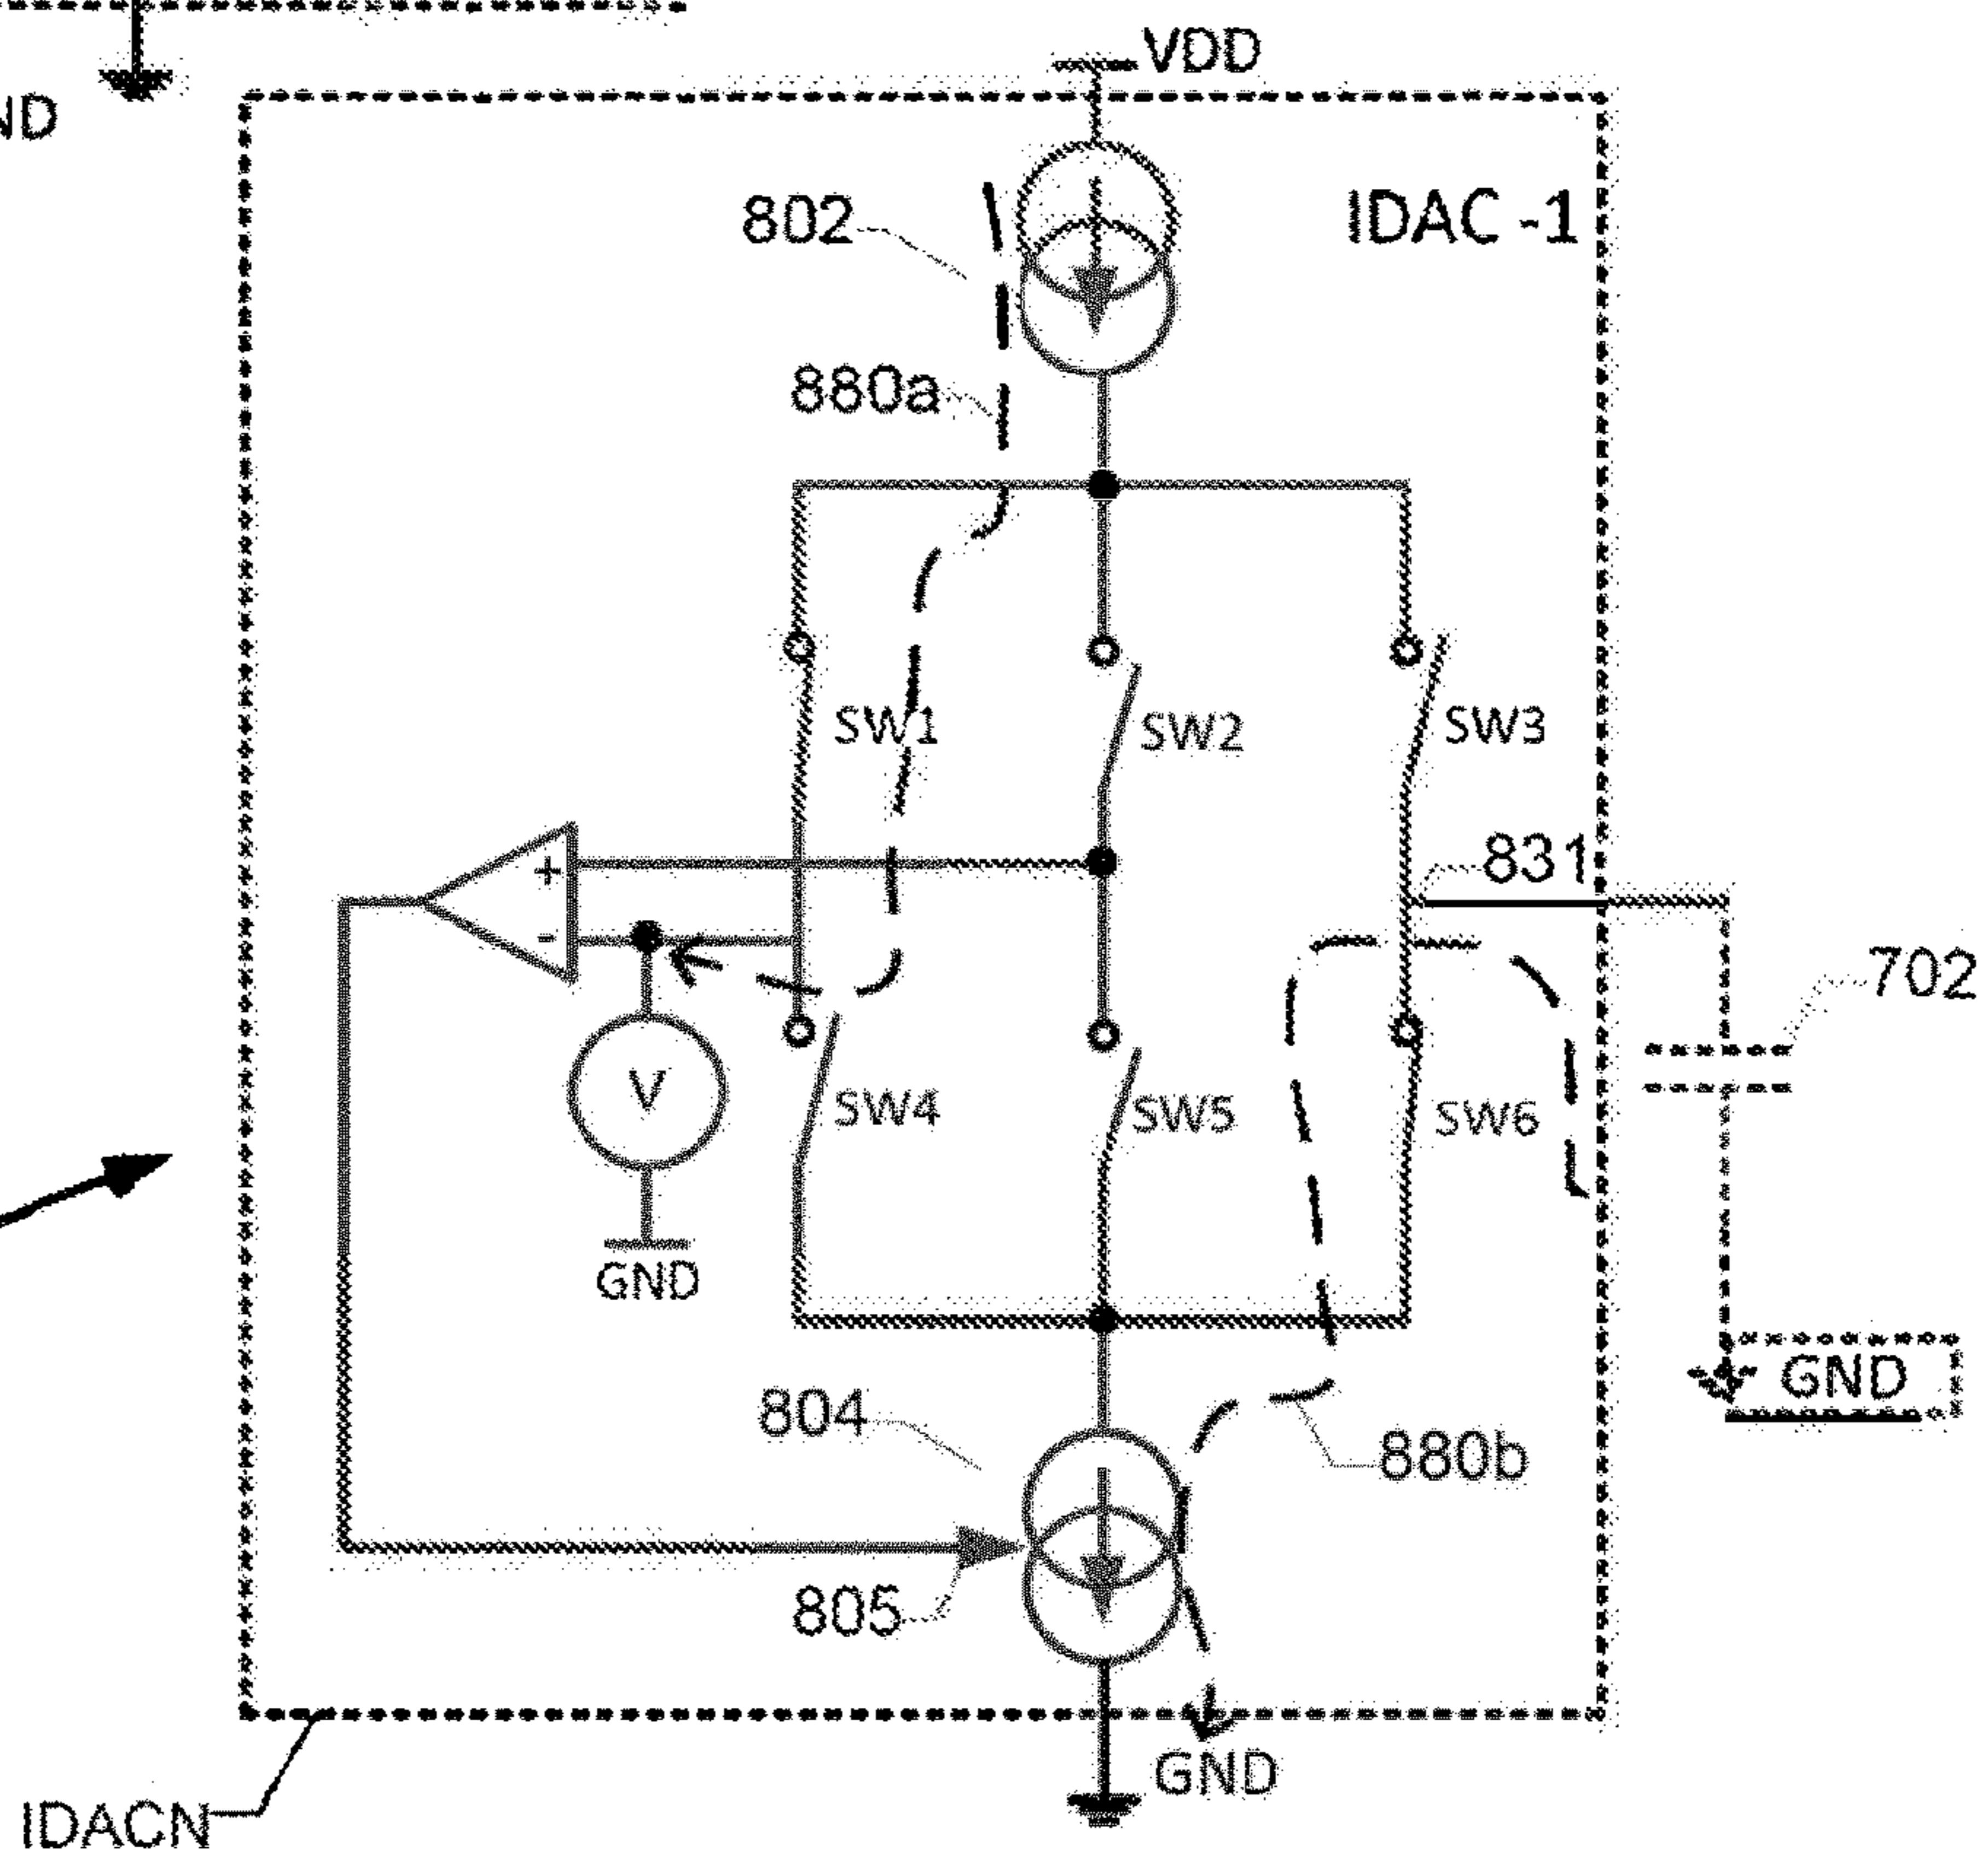 VDD
802
IDAC -1
880a
SW1
SW2
SW3
+
-
831
702
V
SW4
SW5
SW6
GND
GND
804
880b
805
GND
IDACN